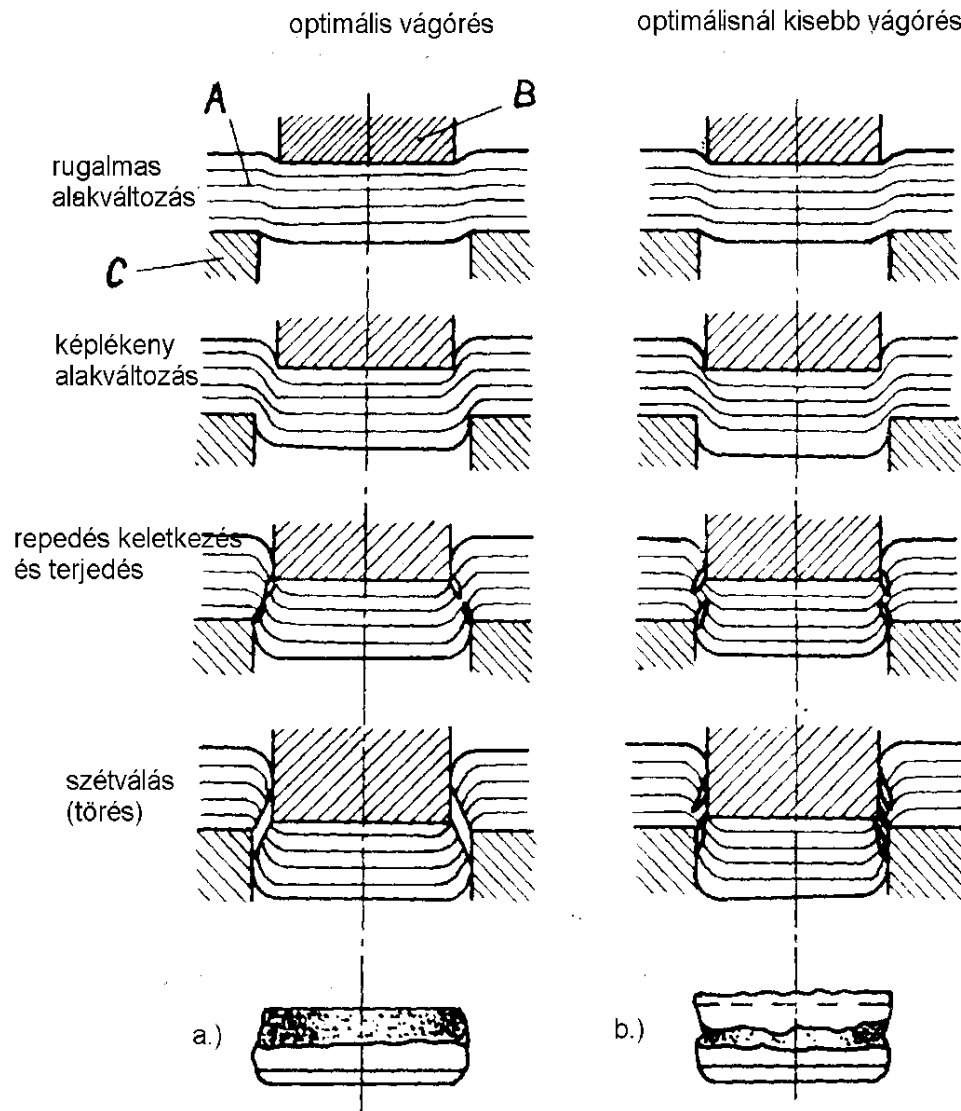 optimális vágórés
optimálisnál kisebb vágórés
A
B
rugalmas
alakváltozás
C
képlékeny
alakváltozás
repedés keletkezés
és terjedés
szétválás
(törés)
a.)
b.)